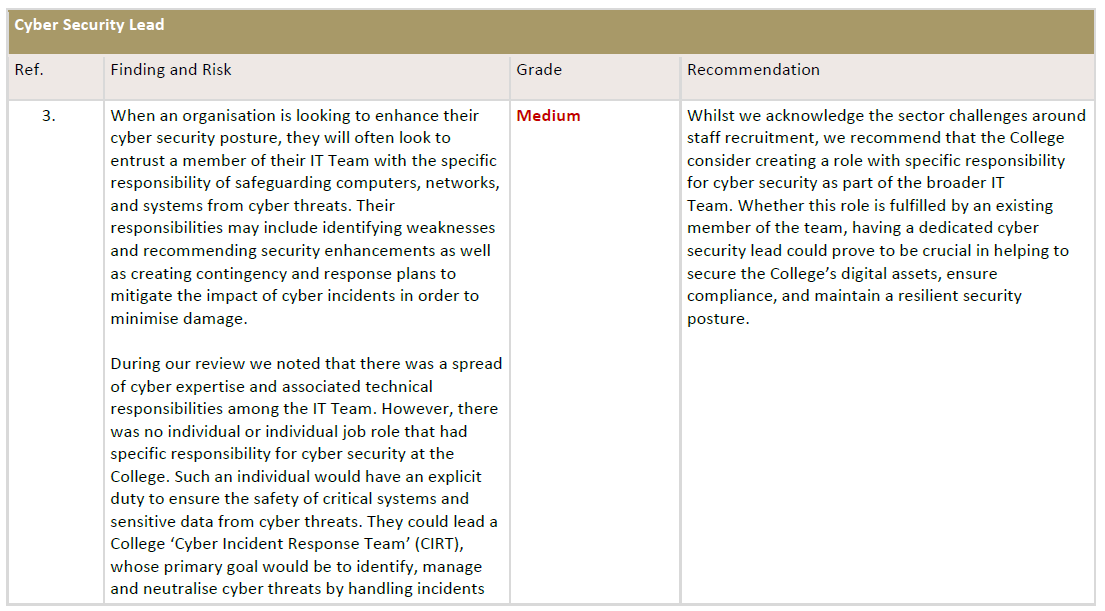 Cyber Security Lead
Ref.
Finding and Risk
Grade
Recommendation
3.
When an organisation is looking to enhance their
cyber security posture, they will often look to
entrust a member of their IT Team with the specific
responsibility of safeguarding computers, networks,
and systems from cyber threats. Their
responsibilities may include identifying weaknesses
and recommending security enhancements as well
as creating contingency and response plans to
mitigate the impact of cyber incidents in order to
minimise damage.
During our review we noted that there was a spread
of cyber expertise and associated technical
responsibilities among the IT Team. However, there
was no individual or individual job role that had
specific responsibility for cyber security at the
College. Such an individual would have an explicit
duty to ensure the safety of critical systems and
sensitive data from cyber threats. They could lead a
College ‘Cyber Incident Response Team’ (CIRT),
whose primary goal would be to identify, manage
and neutralise cyber threats by handling incidents
Medium
Whilst we acknowledge the sector challenges around
staff recruitment, we recommend that the College
consider creating a role with specific responsibility
for cyber security as part of the broader IT
Team. Whether this role is fulfilled by an existing
member of the team, having a dedicated cyber
security lead could prove to be crucial in helping to
secure the College’s digital assets, ensure
compliance, and maintain a resilient security
posture.